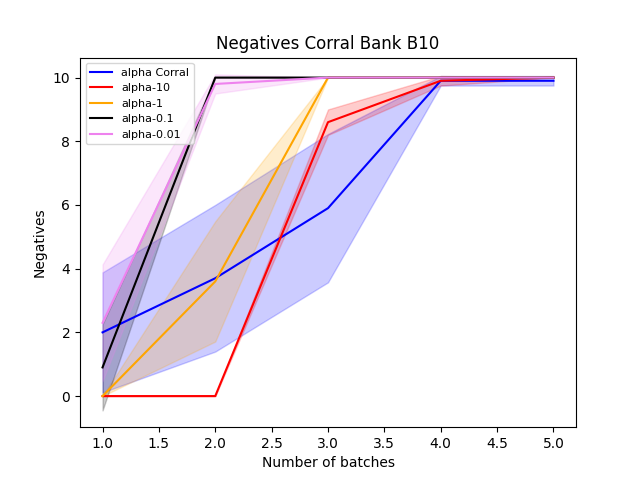 Negatives Corral Bank B10
alpha Corral
alpha-10
alpha-1
alpha-0.1
alpha-0.01
Negatives
10
8
6
4
2
0
1.0 1.5 2.0 2.5 3.0 3.5 4.0 4.5 5.0
Number of batches